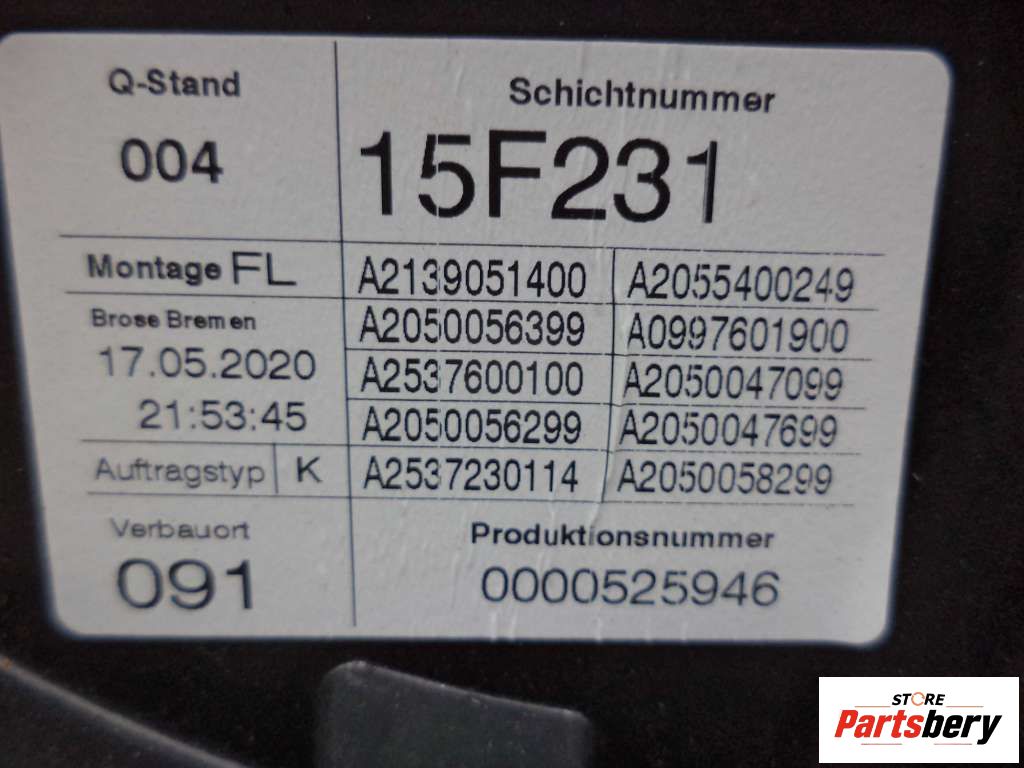 Q-Stand
004
Schichtnummer
15F231
Montage FL
Brose Bremen
17.05.2020
21:53:45
Auftragstyp K
A2139051400 A2055400249
A2050056399 A0997601900
A2537600100 A2050047099
A2050056299 A2050047699
A2537230114 A2050058299
Verbauort
091
Produktionsnummer
0000525946
STORE
Partsbery